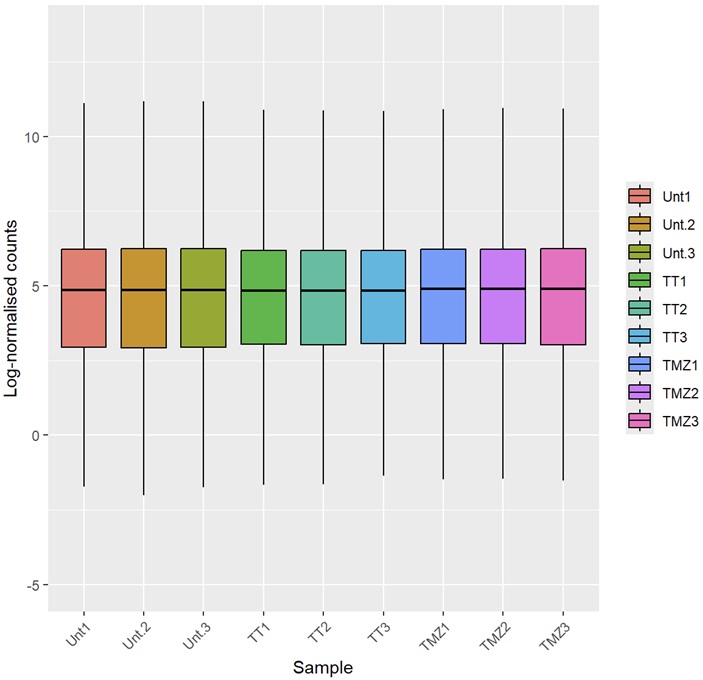 Log-normalised counts
10
5
0
-5
Unt1
Unt.2
Unt.3
TT1
TT2
TT3
TMZ1
TMZ2
TMZ3
Sample
Unt1
Unt.2
Unt.3
TT1
TT2
TT3
TMZ1
TMZ2
TMZ3